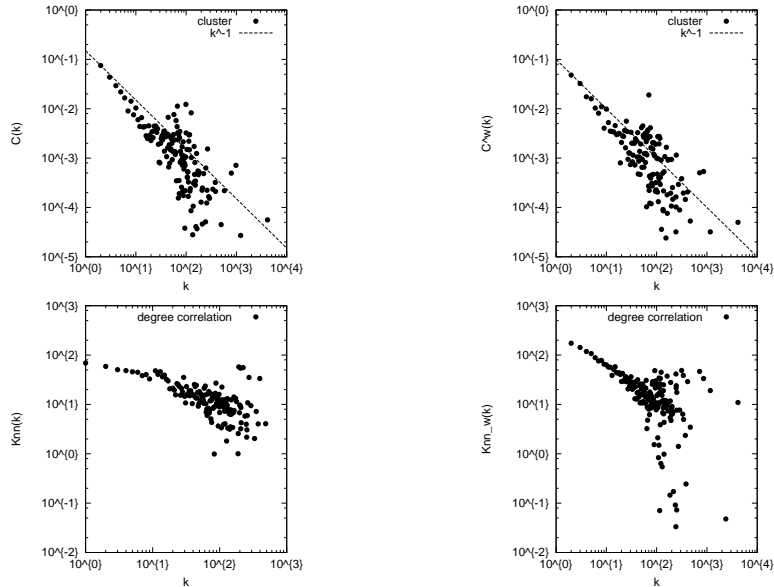 10^{0}
10^{-1}
10^{-2}
10^{-3}
10^{-4}
10^{-5}
C(k)
cluster
k^-1
10^{0} 10^{1} 10^{2} 10^{3} 10^{4}
k
10^{0}
10^{-1}
10^{-2}
10^{-3}
10^{-4}
10^{-5}
C^w(k)
cluster
k^-1
10^{0} 10^{1} 10^{2} 10^{3} 10^{4}
k
10^{3}
10^{2}
10^{1}
10^{0}
10^{-1}
10^{-2}
Knn(k)
degree correlation
10^{0} 10^{1} 10^{2} 10^{3}
k
10^{3}
10^{2}
10^{1}
10^{0}
10^{-1}
10^{-2}
Knn_w(k)
degree correlation
10^{0} 10^{1} 10^{2} 10^{3} 10^{4}
k